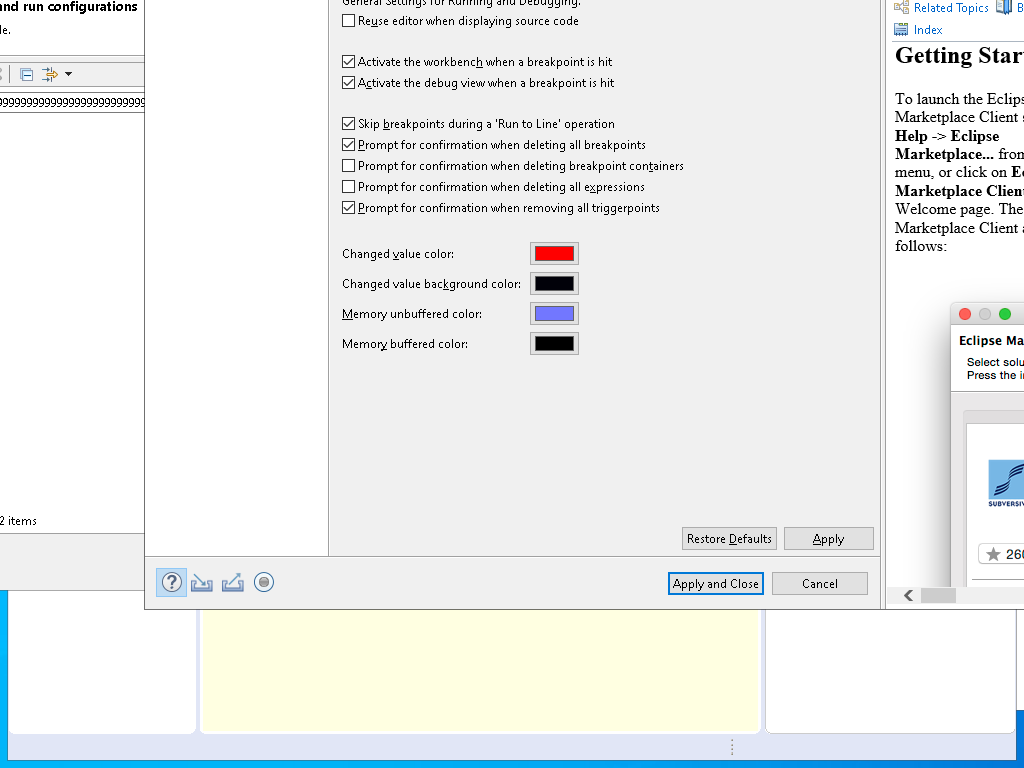 and run configurations
le.
2 items
General Settings for Running and Debugging.
Reuse editor when displaying source code
Activate the workbench when a breakpoint is hit
Activate the debug view when a breakpoint is hit
Skip breakpoints during a 'Run to Line' operation
Prompt for confirmation when deleting all breakpoints
Prompt for confirmation when deleting breakpoint containers
Prompt for confirmation when deleting all expressions
Prompt for confirmation when removing all triggerpoints
Changed value color:
Changed value background color:
Memory unbuffered color:
Memory buffered color:
Restore Defaults
Apply
Apply and Close
Cancel
Related Topics
B
Index
Getting Star
To launch the Eclips
Marketplace Client s
Help -> Eclipse
Marketplace... from
menu, or click on Ec
Marketplace Client
Welcome page. The
Marketplace Client a
follows:
Eclipse Ma
Select solu
Press the in
SUBVERSIV
260